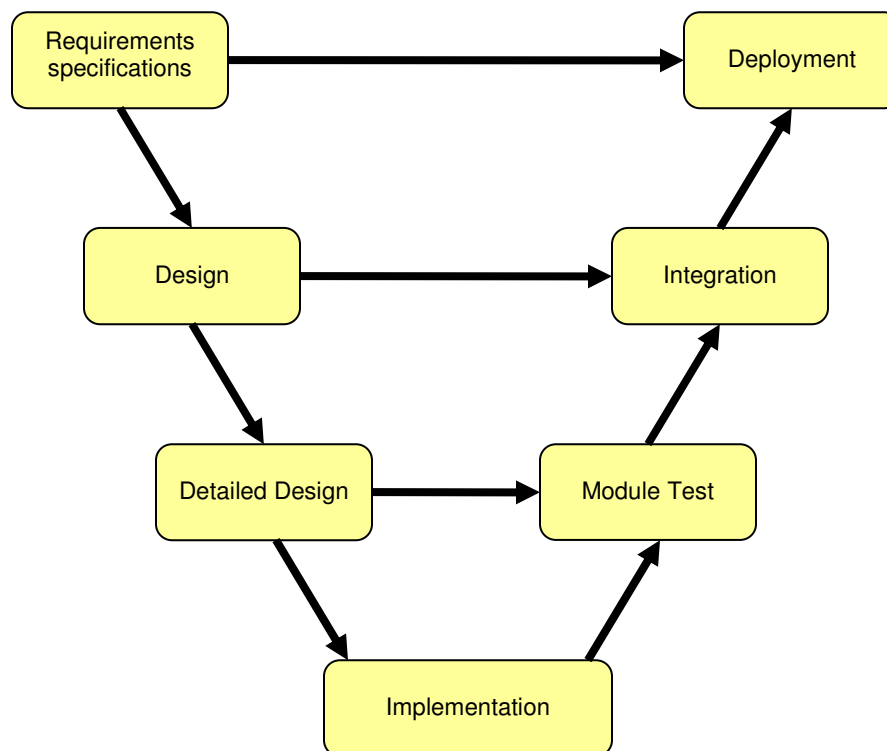 Requirements
specifications
Deployment
Design
Integration
Detailed Design
Module Test
Implementation